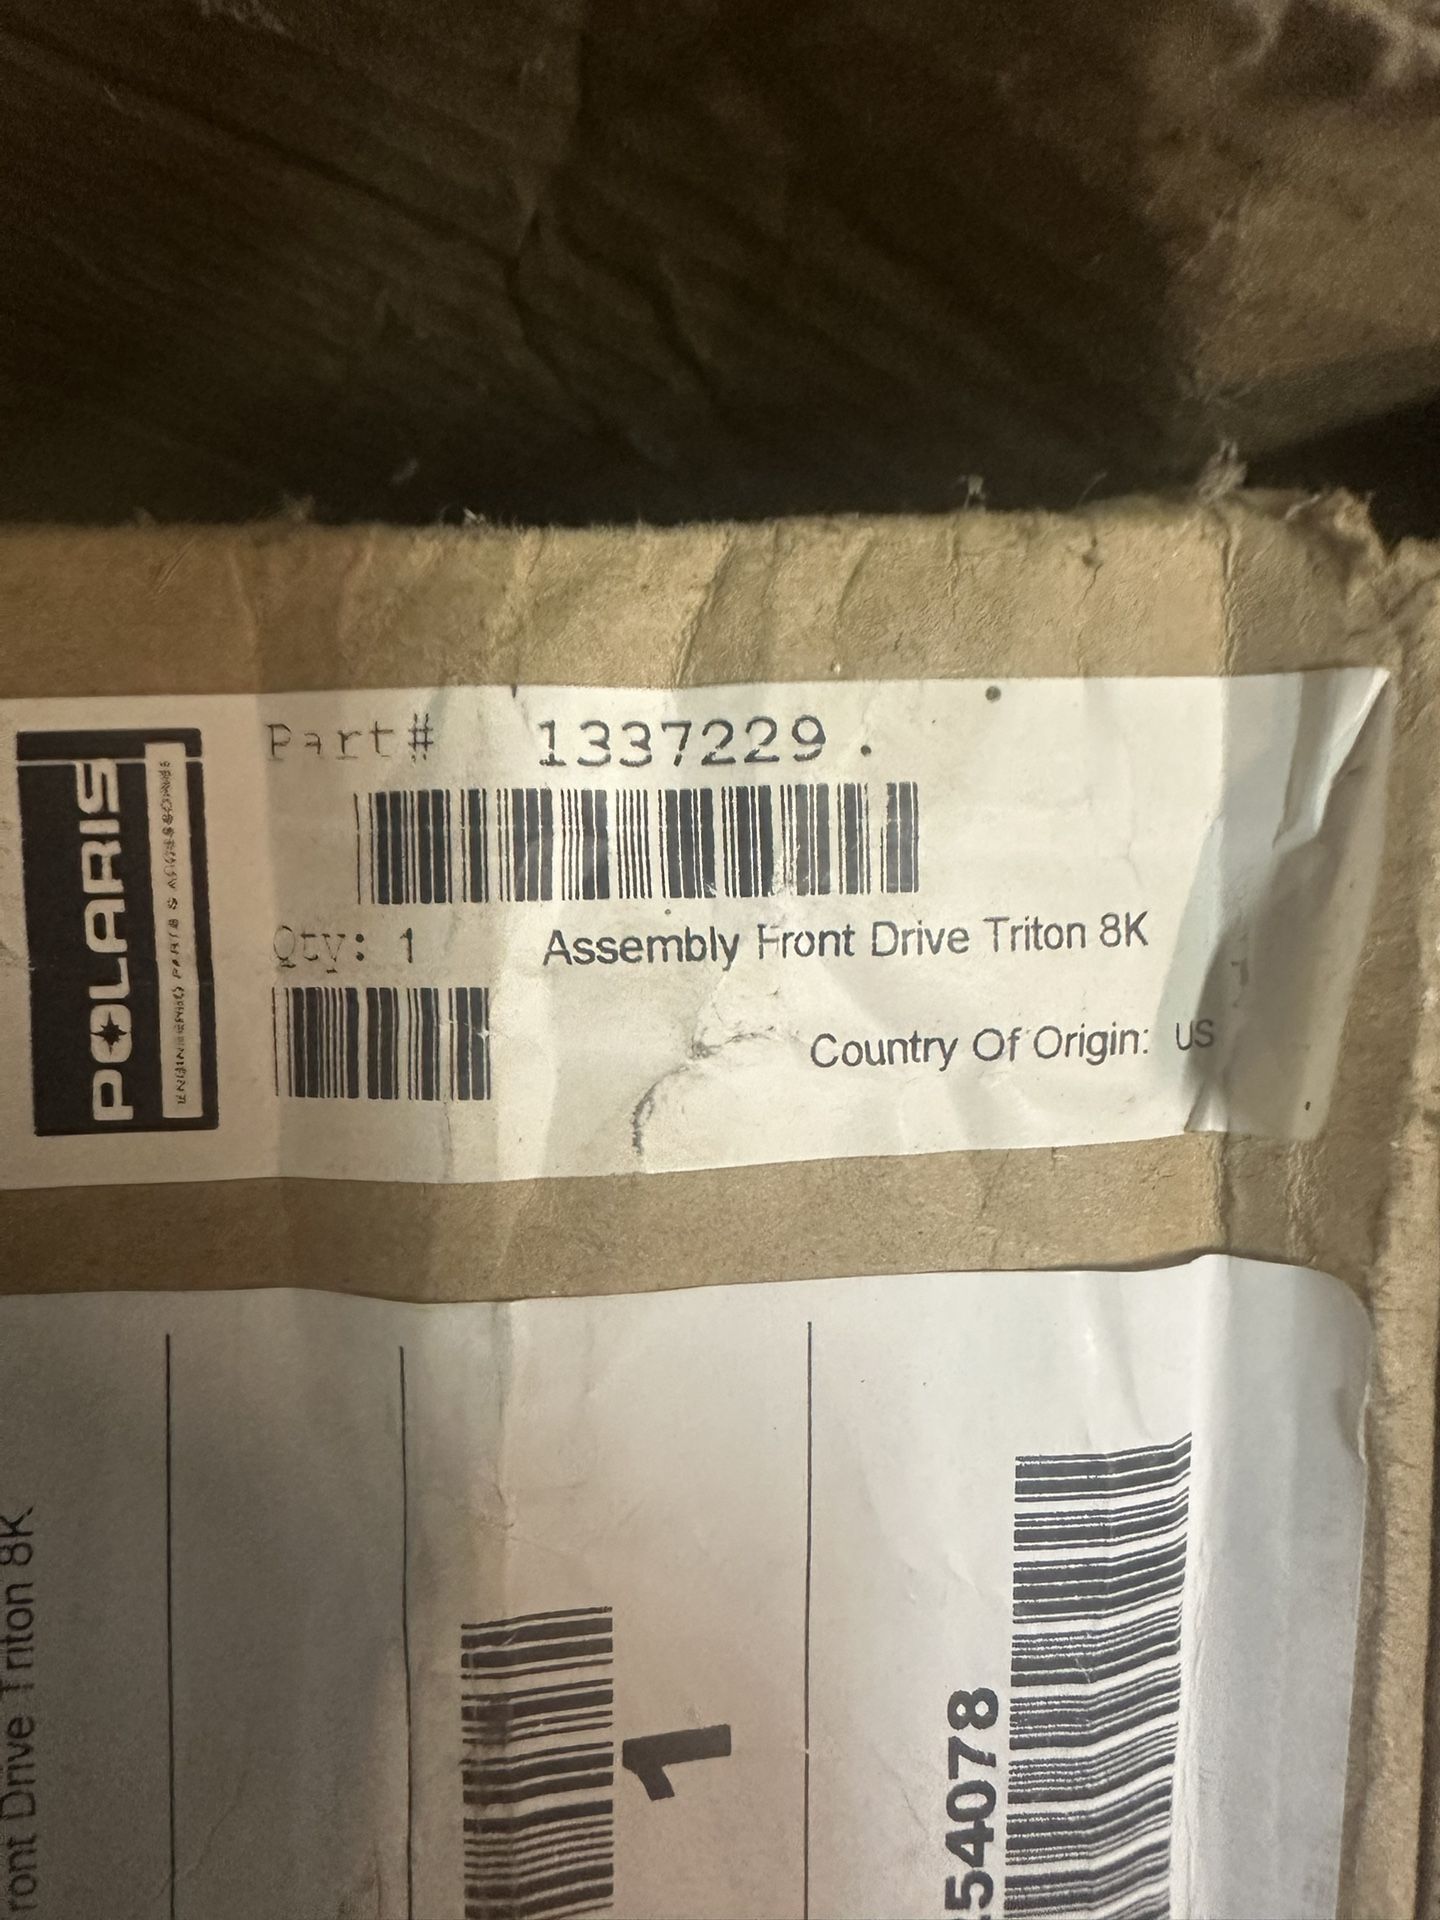 Part# 1337229 .
POLARIS
ENGINEERED PARTS & ACCESSORIES
Qty: 1 Assembly Front Drive Triton 8K
Country Of Origin: US
ront Drive Triton 8K
1
54078